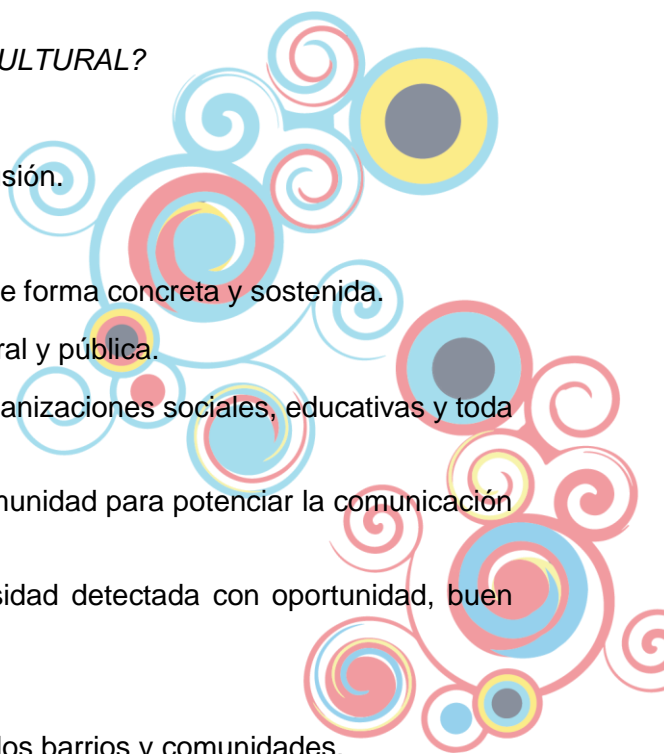 ULTURAL?
sión.
e forma concreta y sostenida.
ral y pública.
anizaciones sociales, educativas y toda
munidad para potenciar la comunicación
sidad detectada con oportunidad, buen
los barrios y comunidades.